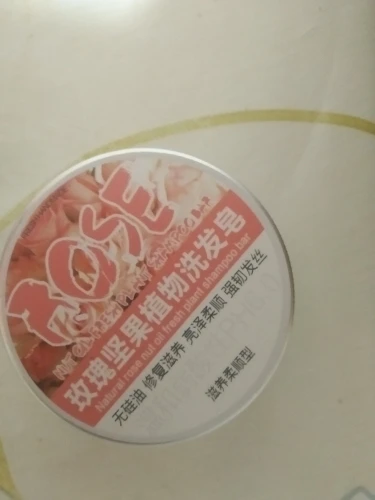 ROSE
玫瑰坚果植物洗发皂
Natural rose nut oil fresh plant shampoo bar
无硅油 修复滋养 亮泽柔顺 强韧发丝
滋养柔顺型